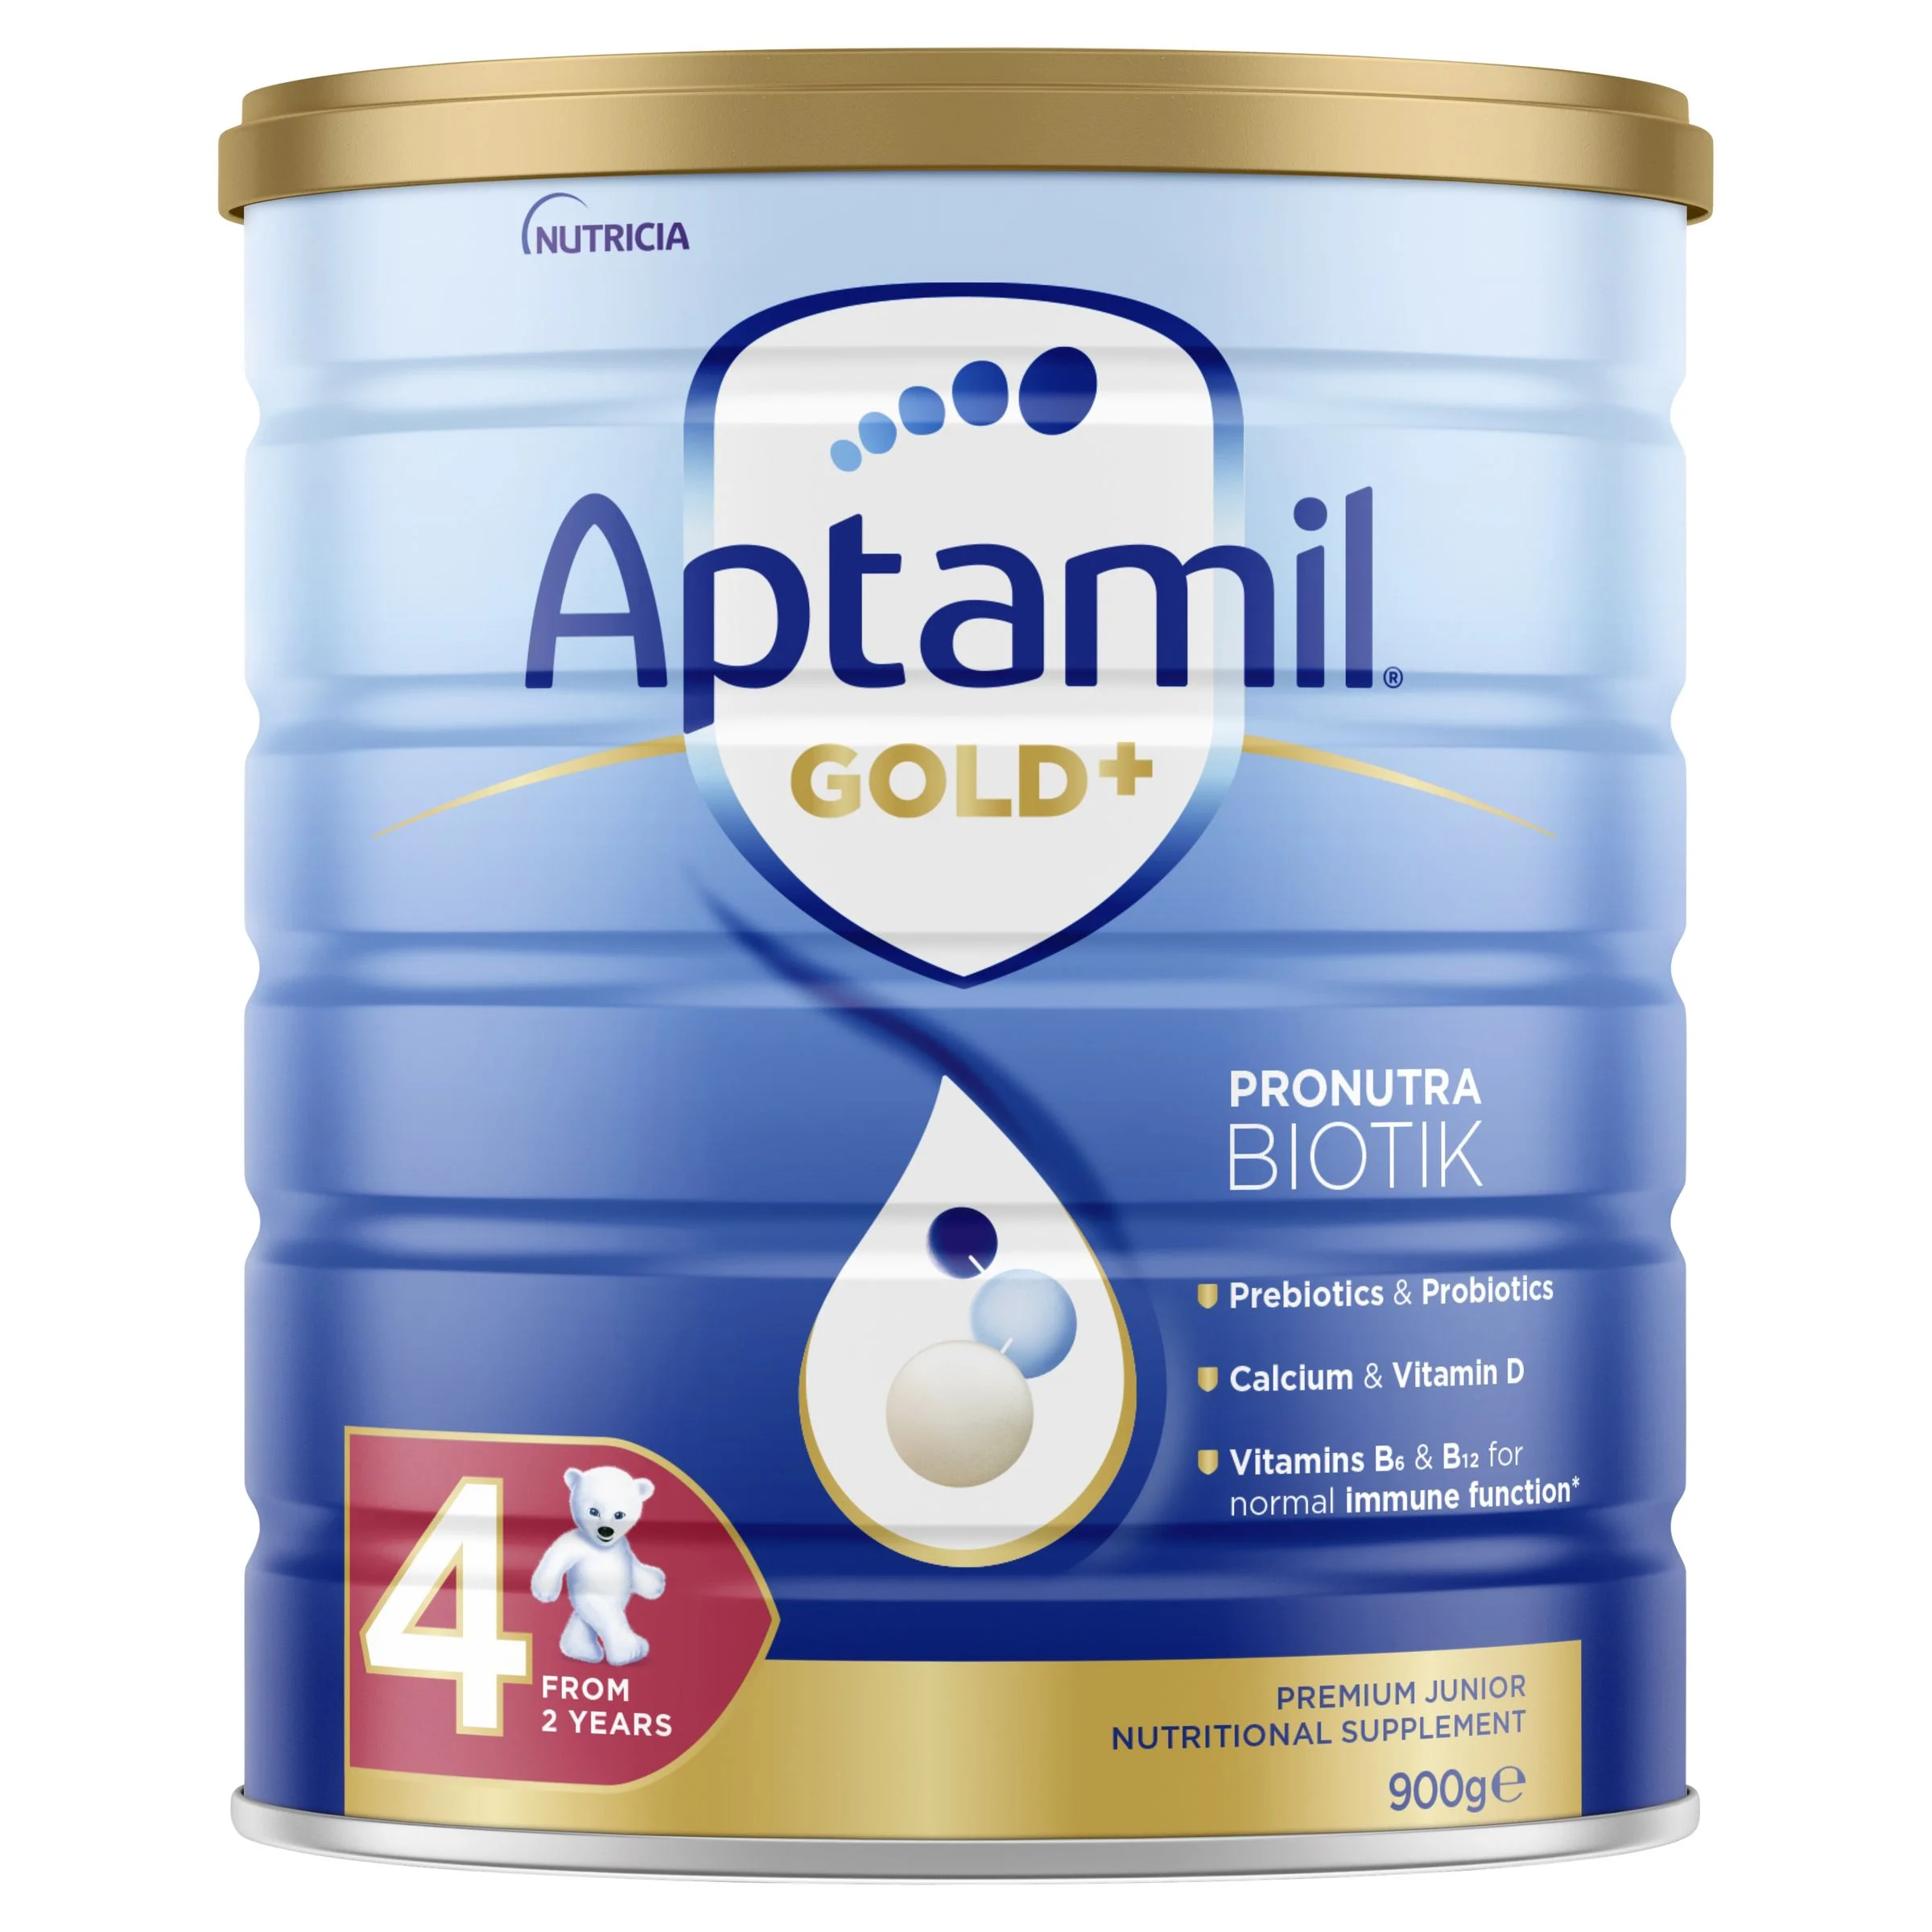 NUTRICIA
Aptamil®
GOLD+
PRONUTRA
BIOTIK
Prebiotics & Probiotics
Calcium & Vitamin D
Vitamins B6 & B12 for
normal immune function*
4
FROM
2 YEARS
PREMIUM JUNIOR
NUTRITIONAL SUPPLEMENT
900g℮